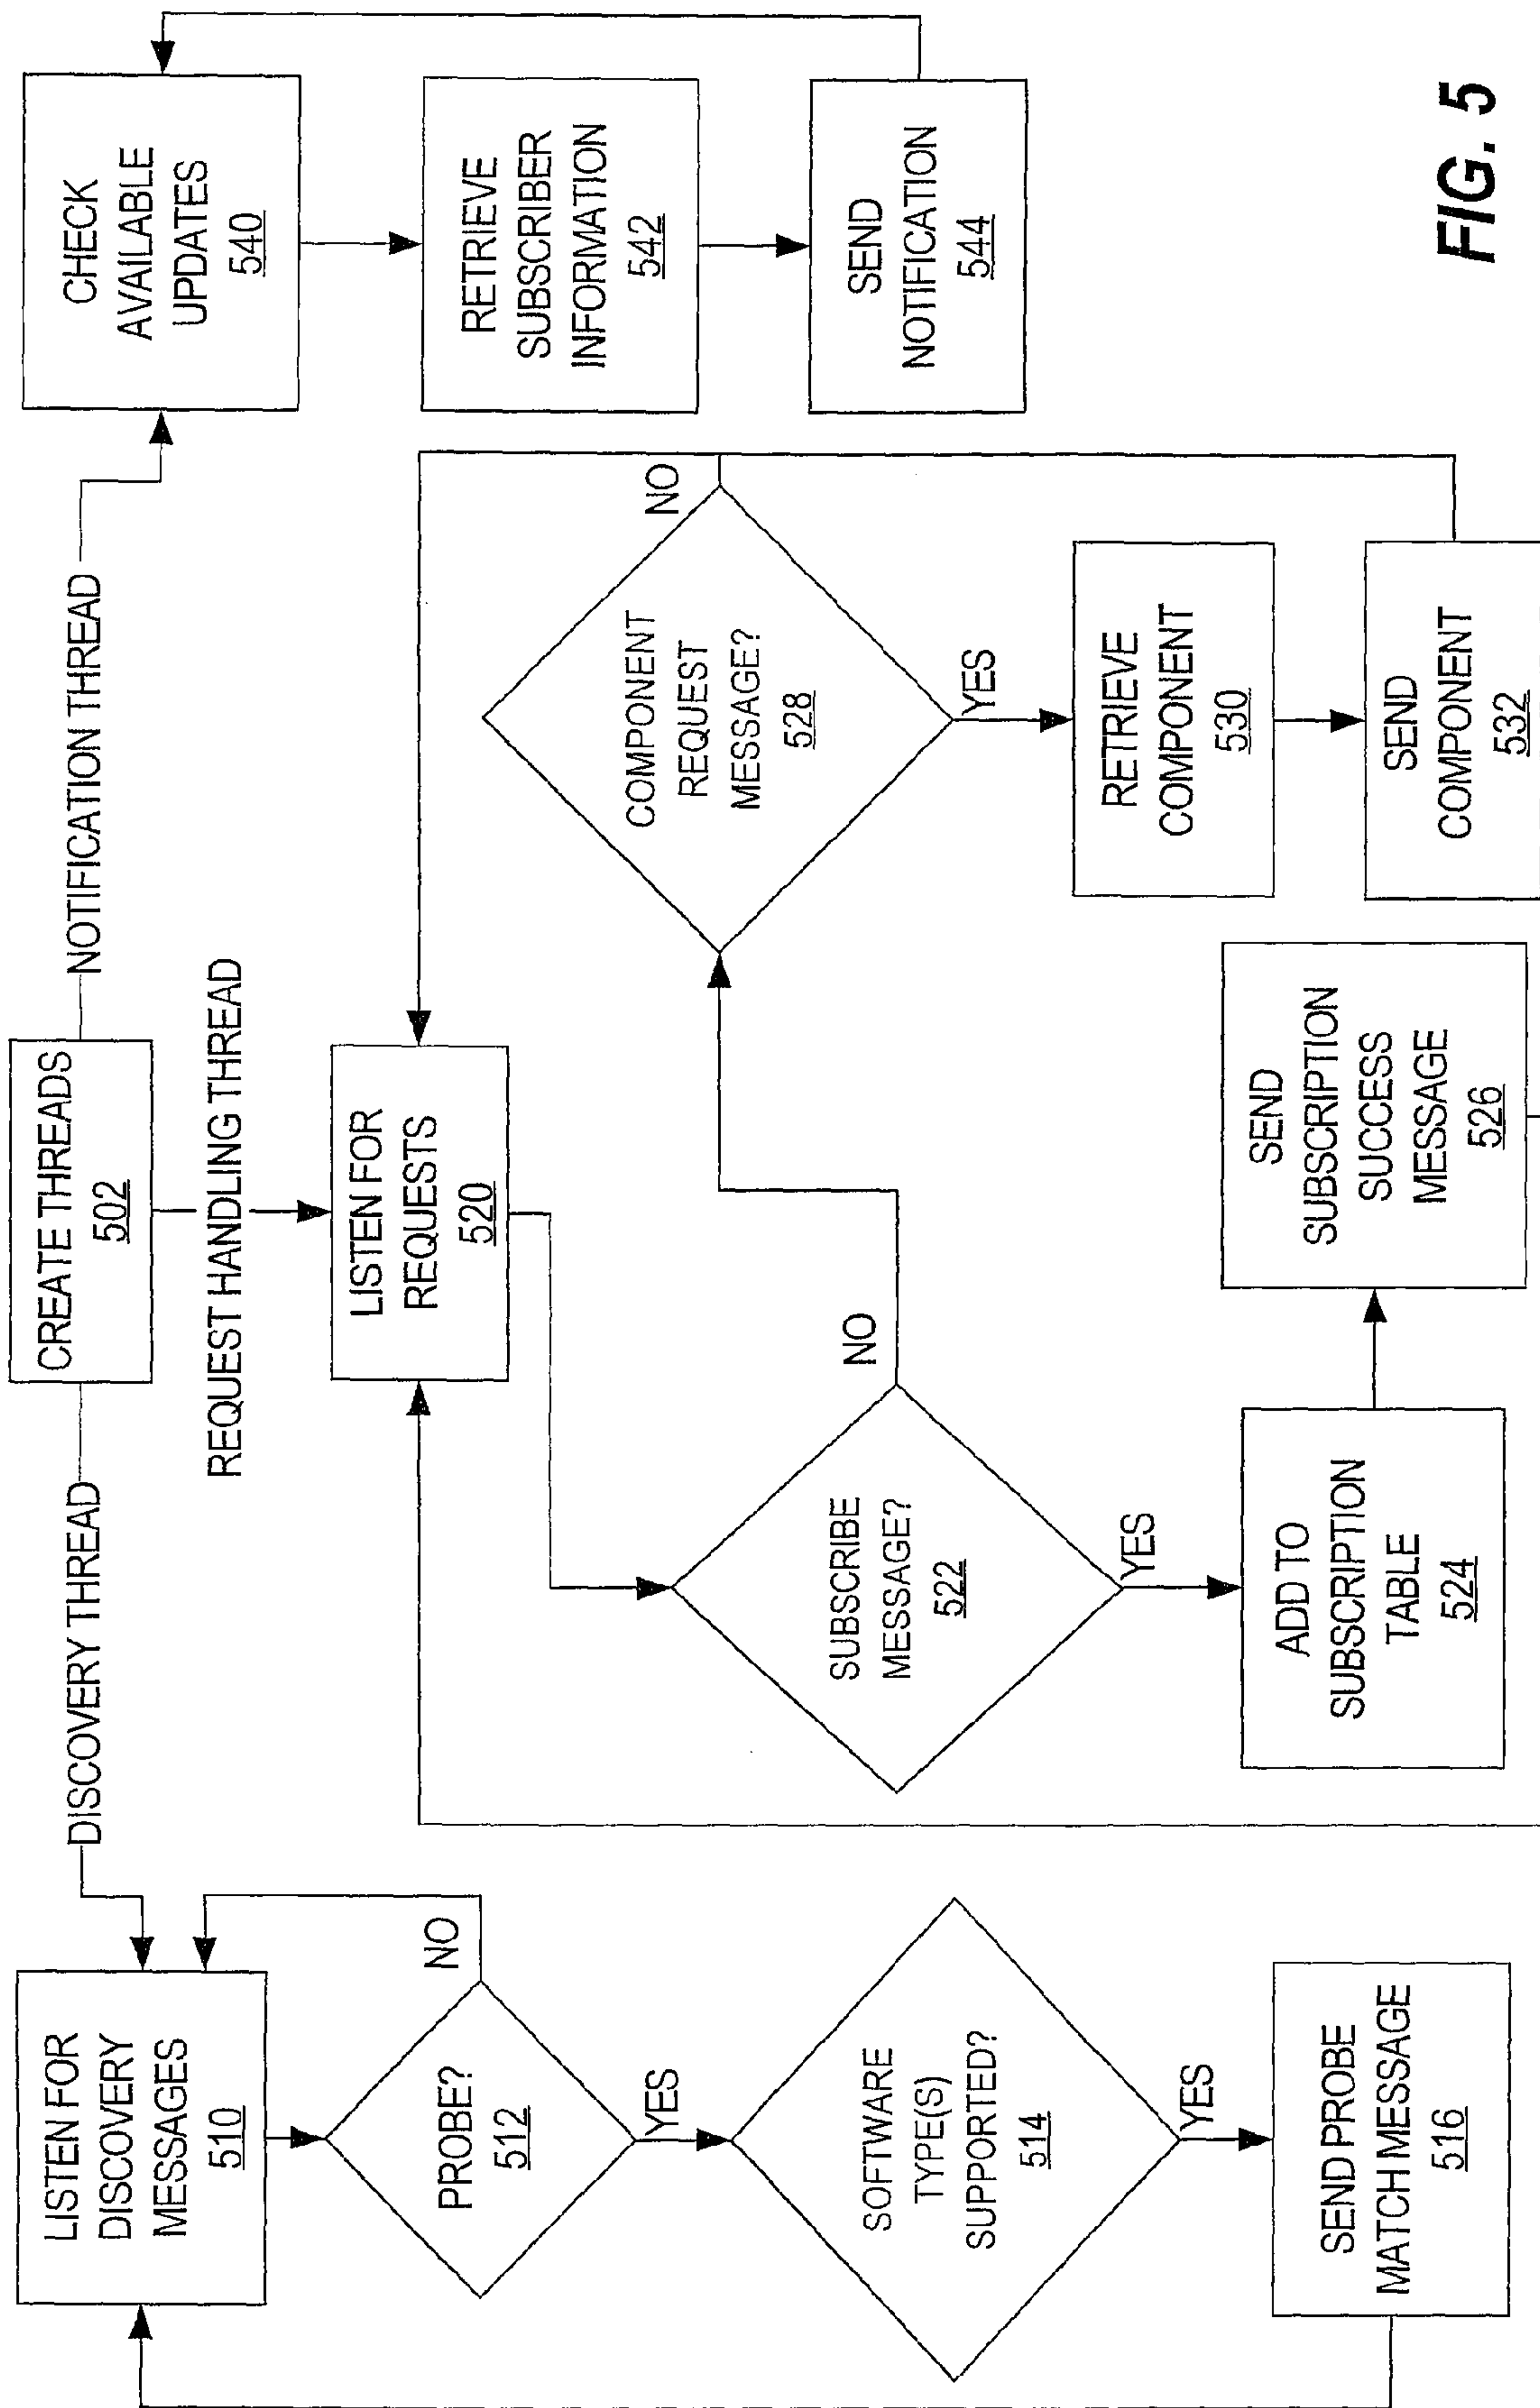 CREATE THREADS
502
DISCOVERY THREAD
REQUEST HANDLING THREAD
NOTIFICATION THREAD
LISTEN FOR
DISCOVERY
MESSAGES
510
PROBE?
512
NO
YES
SOFTWARE
TYPE(S)
SUPPORTED?
514
YES
SEND PROBE
MATCH MESSAGE
516
LISTEN FOR
REQUESTS
520
SUBSCRIBE
MESSAGE?
522
NO
YES
ADD TO
SUBSCRIPTION
TABLE
524
SEND
SUBSCRIPTION
SUCCESS
MESSAGE
526
COMPONENT
REQUEST
MESSAGE?
528
NO
YES
RETRIEVE
COMPONENT
530
SEND
COMPONENT
532
CHECK
AVAILABLE
UPDATES
540
RETRIEVE
SUBSCRIBER
INFORMATION
542
SEND
NOTIFICATION
544
FIG. 5